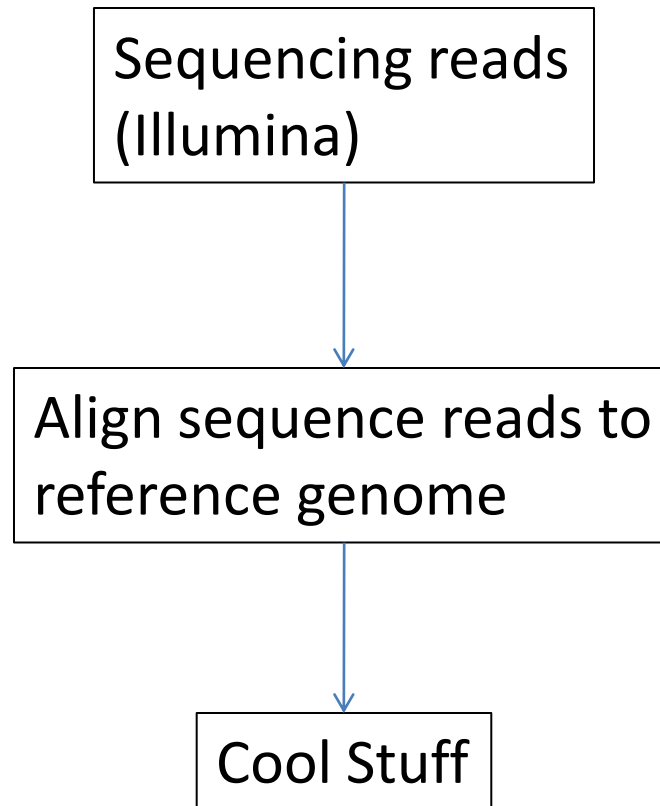 Sequencing reads
(Illumina)
Align sequence reads to
reference genome
Cool Stuff